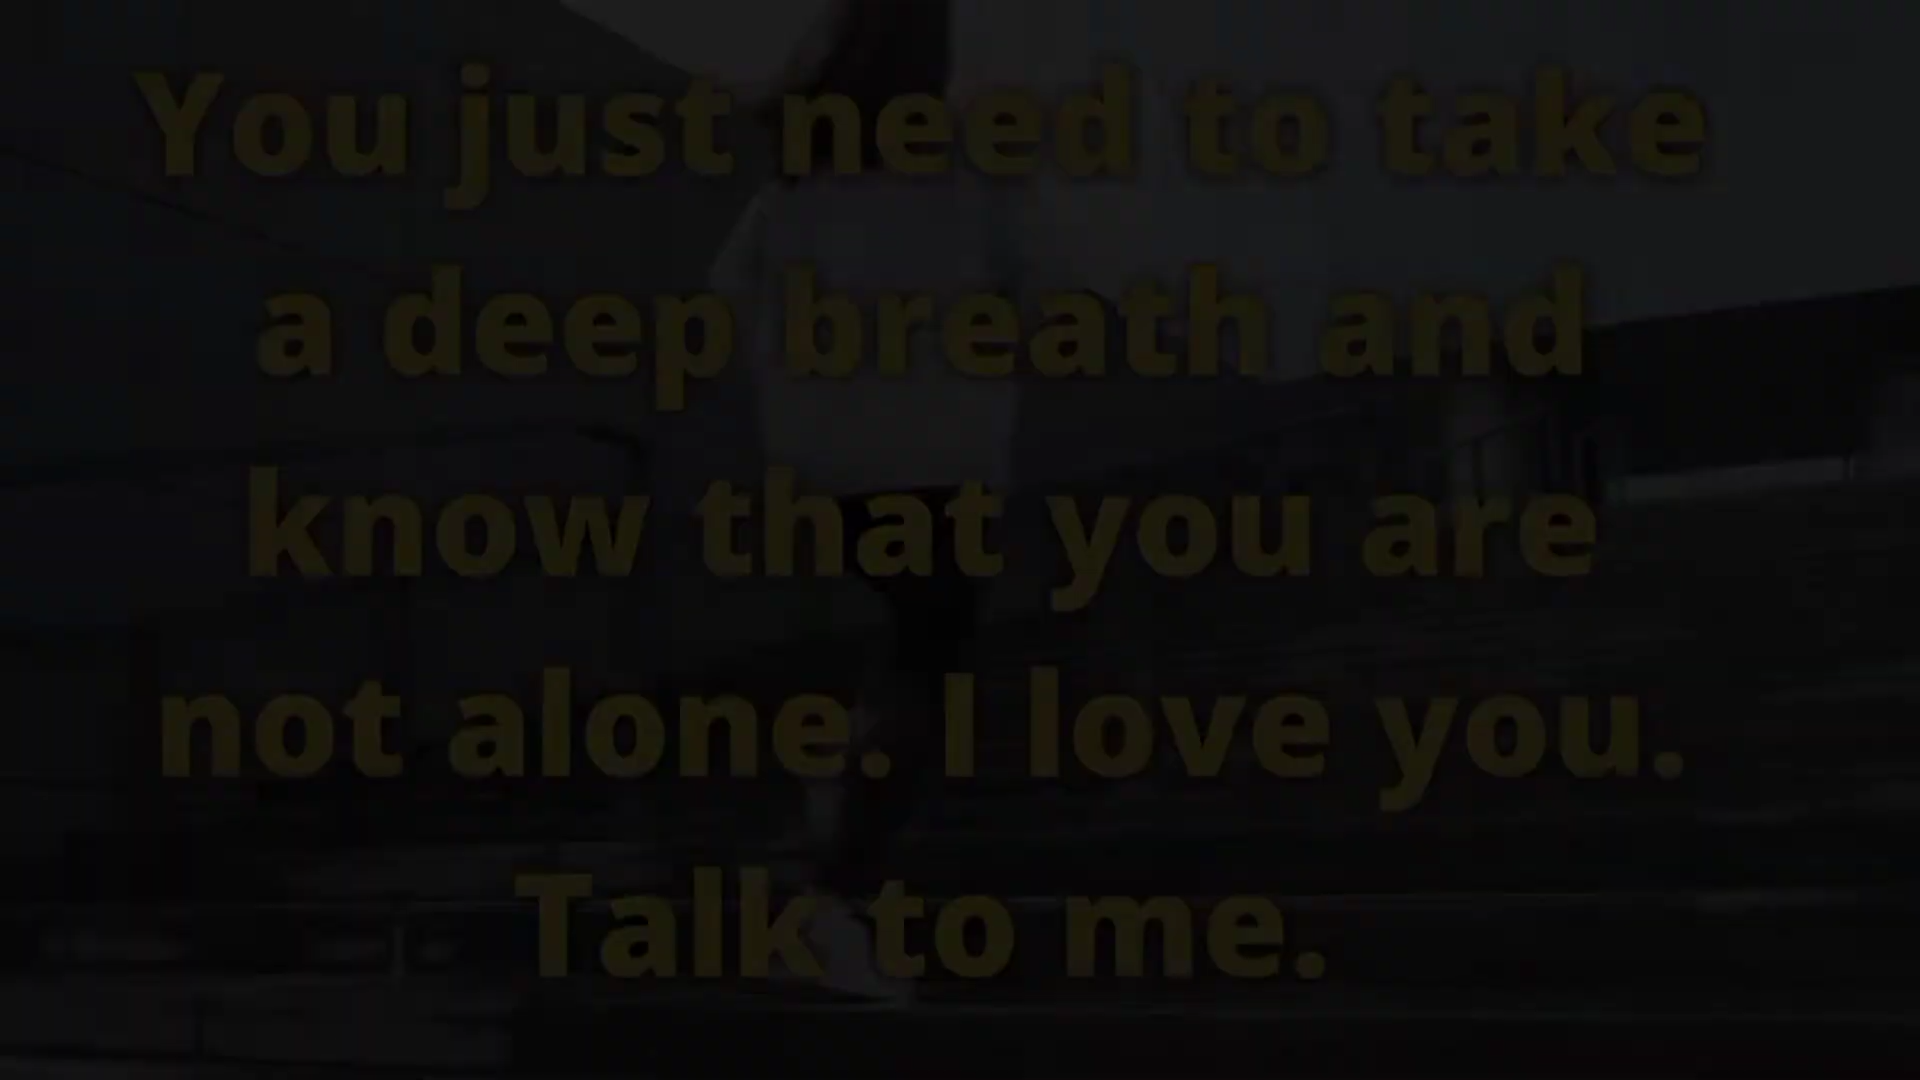 You just need to take
a deep breath and
know that you are
not alone. I love you.
Talk to me.